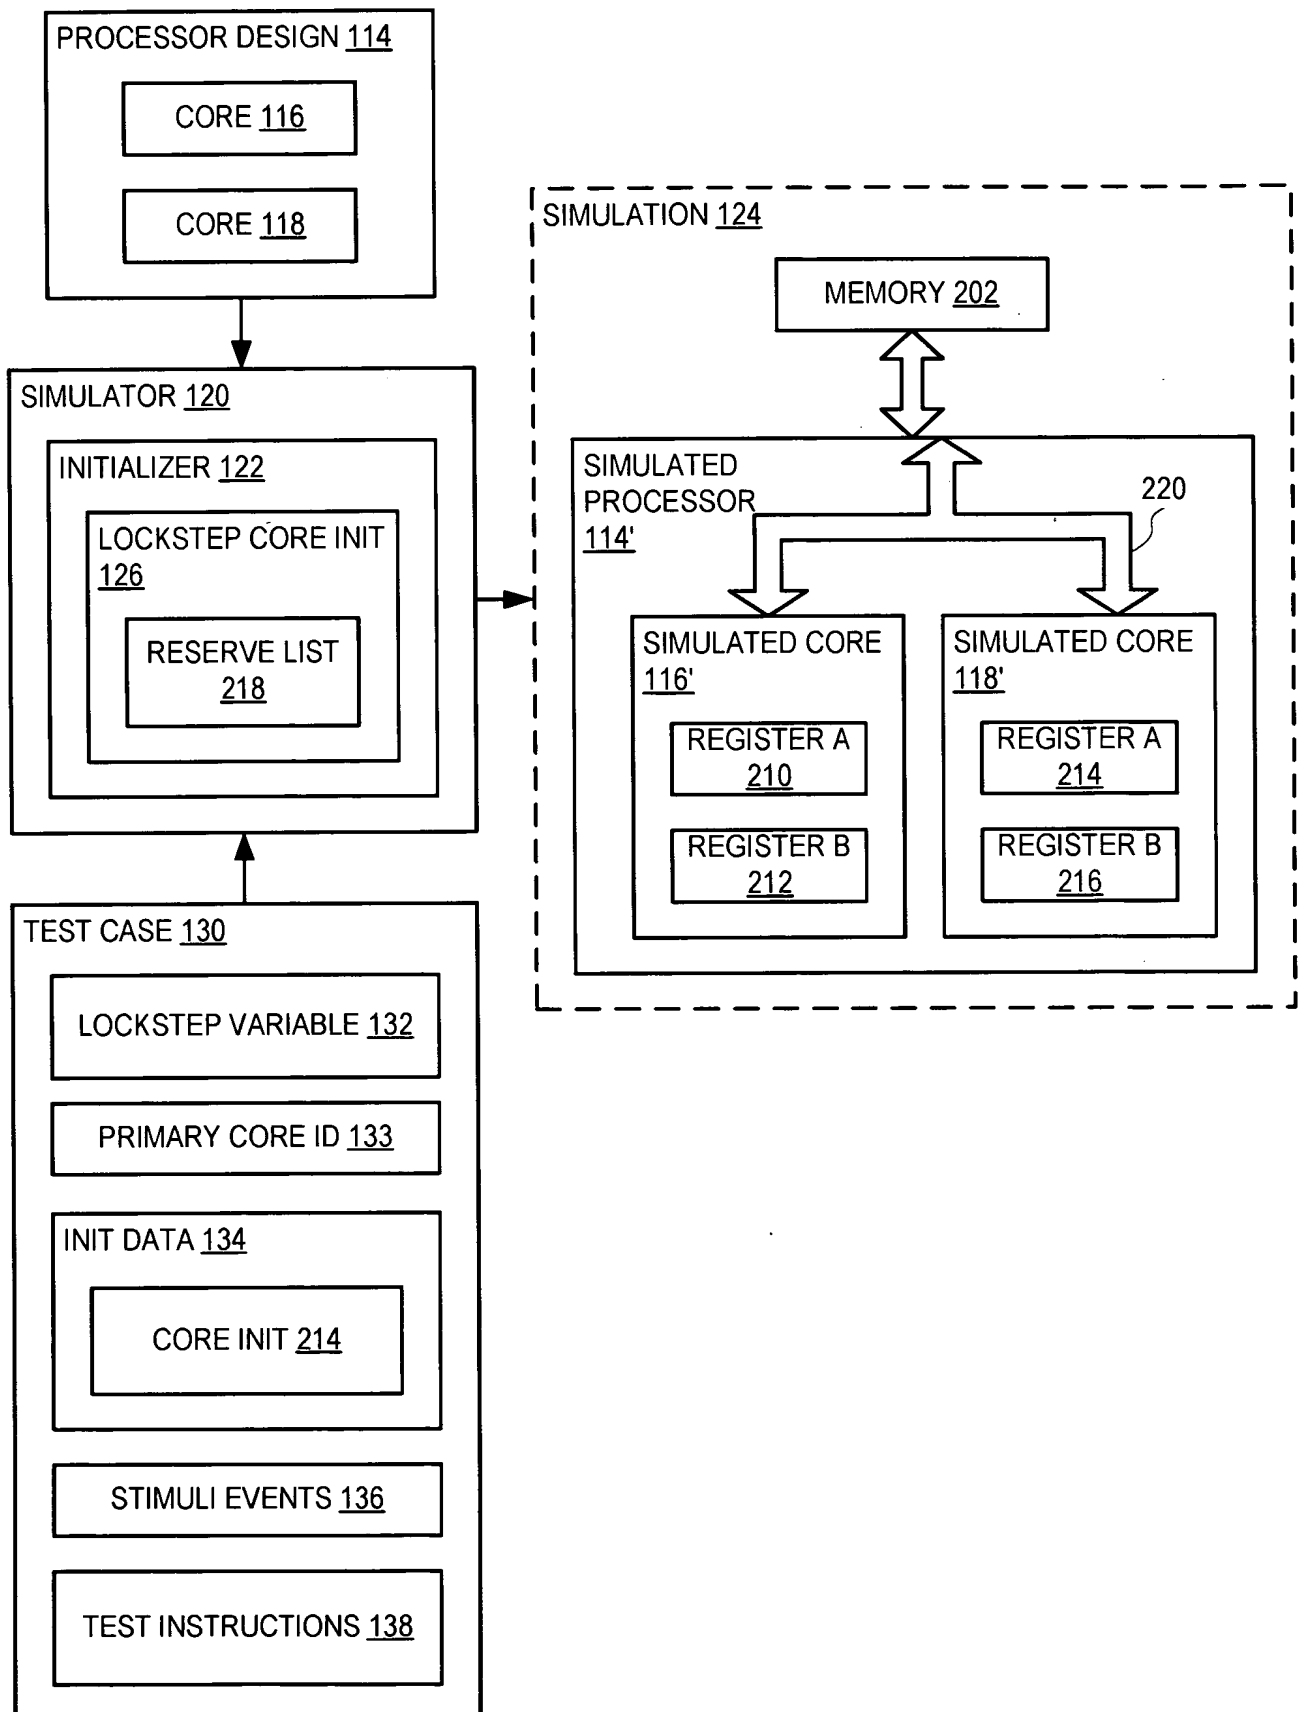 PROCESSOR DESIGN 114
CORE 116
CORE 118
SIMULATOR 120
INITIALIZER 122
LOCKSTEP CORE INIT
126
RESERVE LIST
218
TEST CASE 130
LOCKSTEP VARIABLE 132
PRIMARY CORE ID 133
INIT DATA 134
CORE INIT 214
STIMULI EVENTS 136
TEST INSTRUCTIONS 138
SIMULATION 124
MEMORY 202
SIMULATED
PROCESSOR
114'
220
SIMULATED CORE
116'
REGISTER A
210
REGISTER B
212
SIMULATED CORE
118'
REGISTER A
214
REGISTER B
216